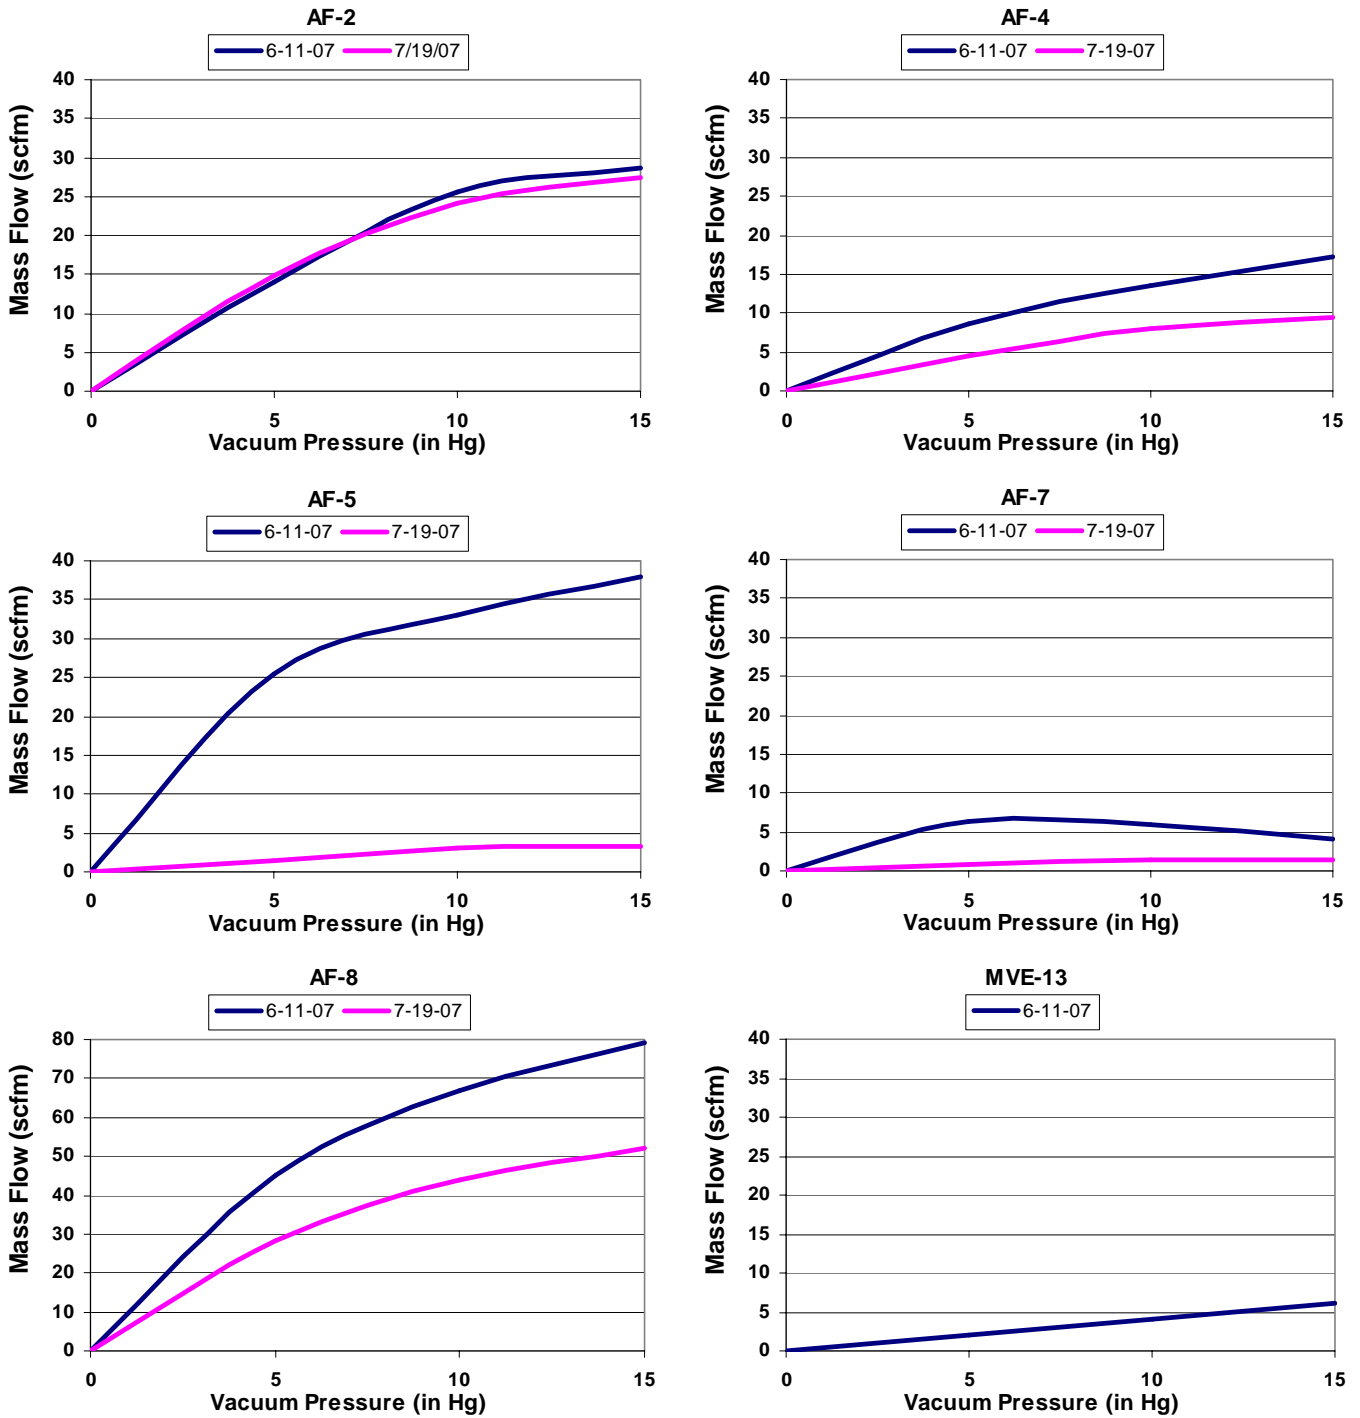 AF-2
6-11-07 7/19/07
40
35
30
25
20
15
10
5
0
Mass Flow (scfm)
0 5 10 15
Vacuum Pressure (in Hg)
AF-4
6-11-07 7-19-07
40
35
30
25
20
15
10
5
0
Mass Flow (scfm)
0 5 10 15
Vacuum Pressure (in Hg)
AF-5
6-11-07 7-19-07
40
35
30
25
20
15
10
5
0
Mass Flow (scfm)
0 5 10 15
Vacuum Pressure (in Hg)
AF-7
6-11-07 7-19-07
40
35
30
25
20
15
10
5
0
Mass Flow (scfm)
0 5 10 15
Vacuum Pressure (in Hg)
AF-8
6-11-07 7-19-07
80
70
60
50
40
30
20
10
0
Mass Flow (scfm)
0 5 10 15
Vacuum Pressure (in Hg)
MVE-13
6-11-07
40
35
30
25
20
15
10
5
0
Mass Flow (scfm)
0 5 10 15
Vacuum Pressure (in Hg)